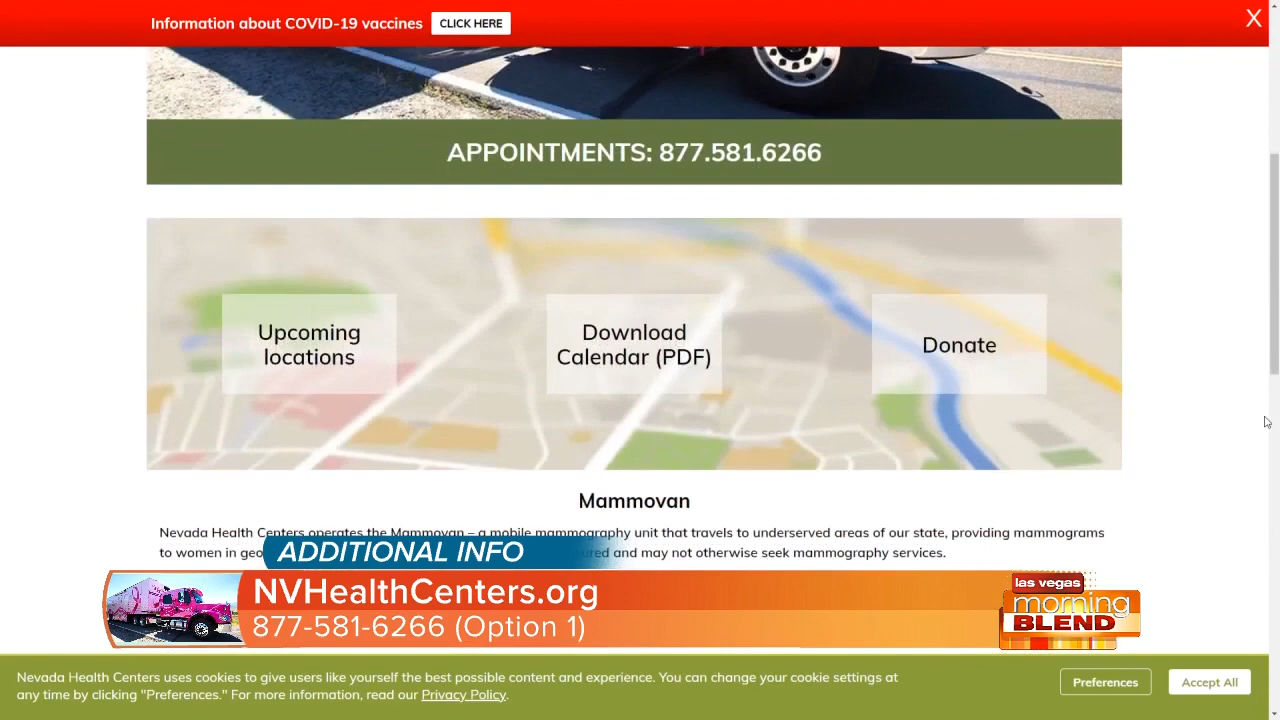 Information about COVID-19 vaccines CLICK HERE X
APPOINTMENTS: 877.581.6266
Upcoming
locations
Download
Calendar (PDF)
Donate
Mammovan
Nevada Health Centers operates the Mammovan – a mobile mammography unit that travels to underserved areas of our state, providing mammograms
to women in geo
and may not otherwise seek mammography services.
ADDITIONAL INFO
NVHealthCenters.org
877-581-6266 (Option 1)
las vegas
morning
BLEND
Nevada Health Centers uses cookies to give users like yourself the best possible content and experience. You can change your cookie settings at
any time by clicking "Preferences." For more information, read our Privacy Policy.
Preferences
Accept All